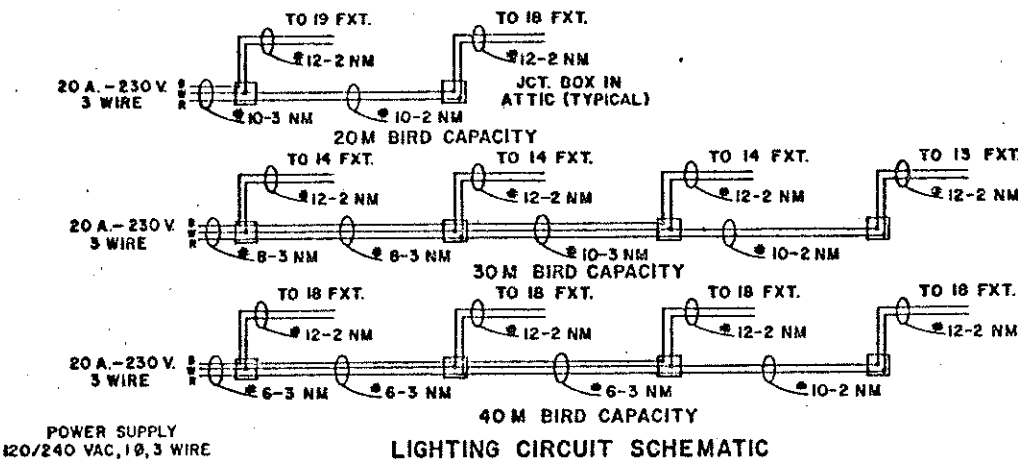 TO 19 FXT. TO 18 FXT.
#12-2 NM #12-2 NM
20 A.-230 V. B JCT. BOX IN
3 WIRE W ATTIC (TYPICAL)
R
#10-3 NM #10-2 NM
20M BIRD CAPACITY
TO 14 FXT. TO 14 FXT. TO 14 FXT. TO 13 FXT.
#12-2 NM #12-2 NM #12-2 NM #12-2 NM
20 A.-230 V. B
3 WIRE W
R
#8-3 NM #8-3 NM #10-3 NM #10-2 NM
30M BIRD CAPACITY
TO 18 FXT. TO 18 FXT. TO 18 FXT. TO 18 FXT.
#12-2 NM #12-2 NM #12-2 NM #12-2 NM
20 A.-230 V. B
3 WIRE W
R
#6-3 NM #6-3 NM #6-3 NM #10-2 NM
40M BIRD CAPACITY
POWER SUPPLY
120/240 VAC, 1Ø, 3 WIRE
LIGHTING CIRCUIT SCHEMATIC